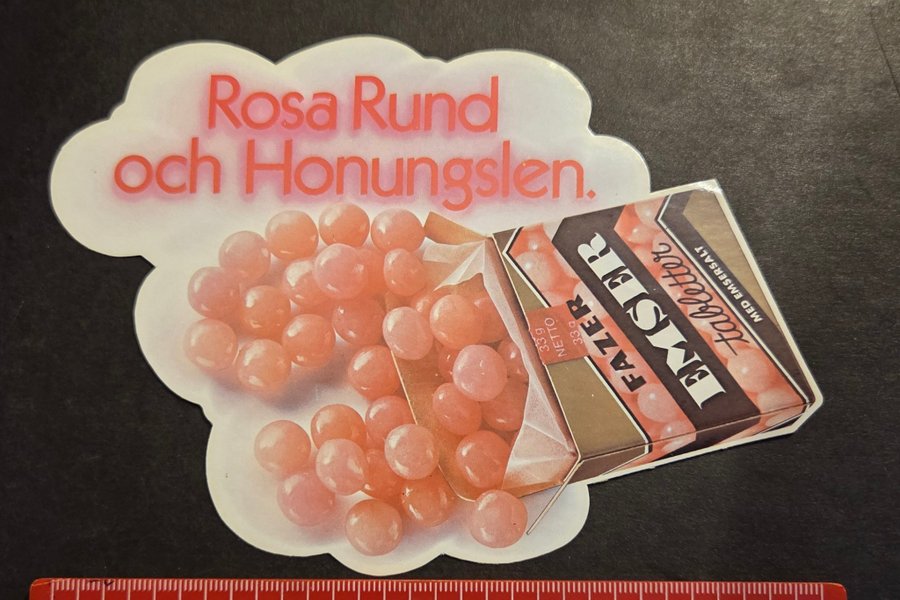 Rosa Rund
och Honungslen.
FAZER
EMSER
tabletter
MED EMSERSALT
33 g
NETTO
33 g